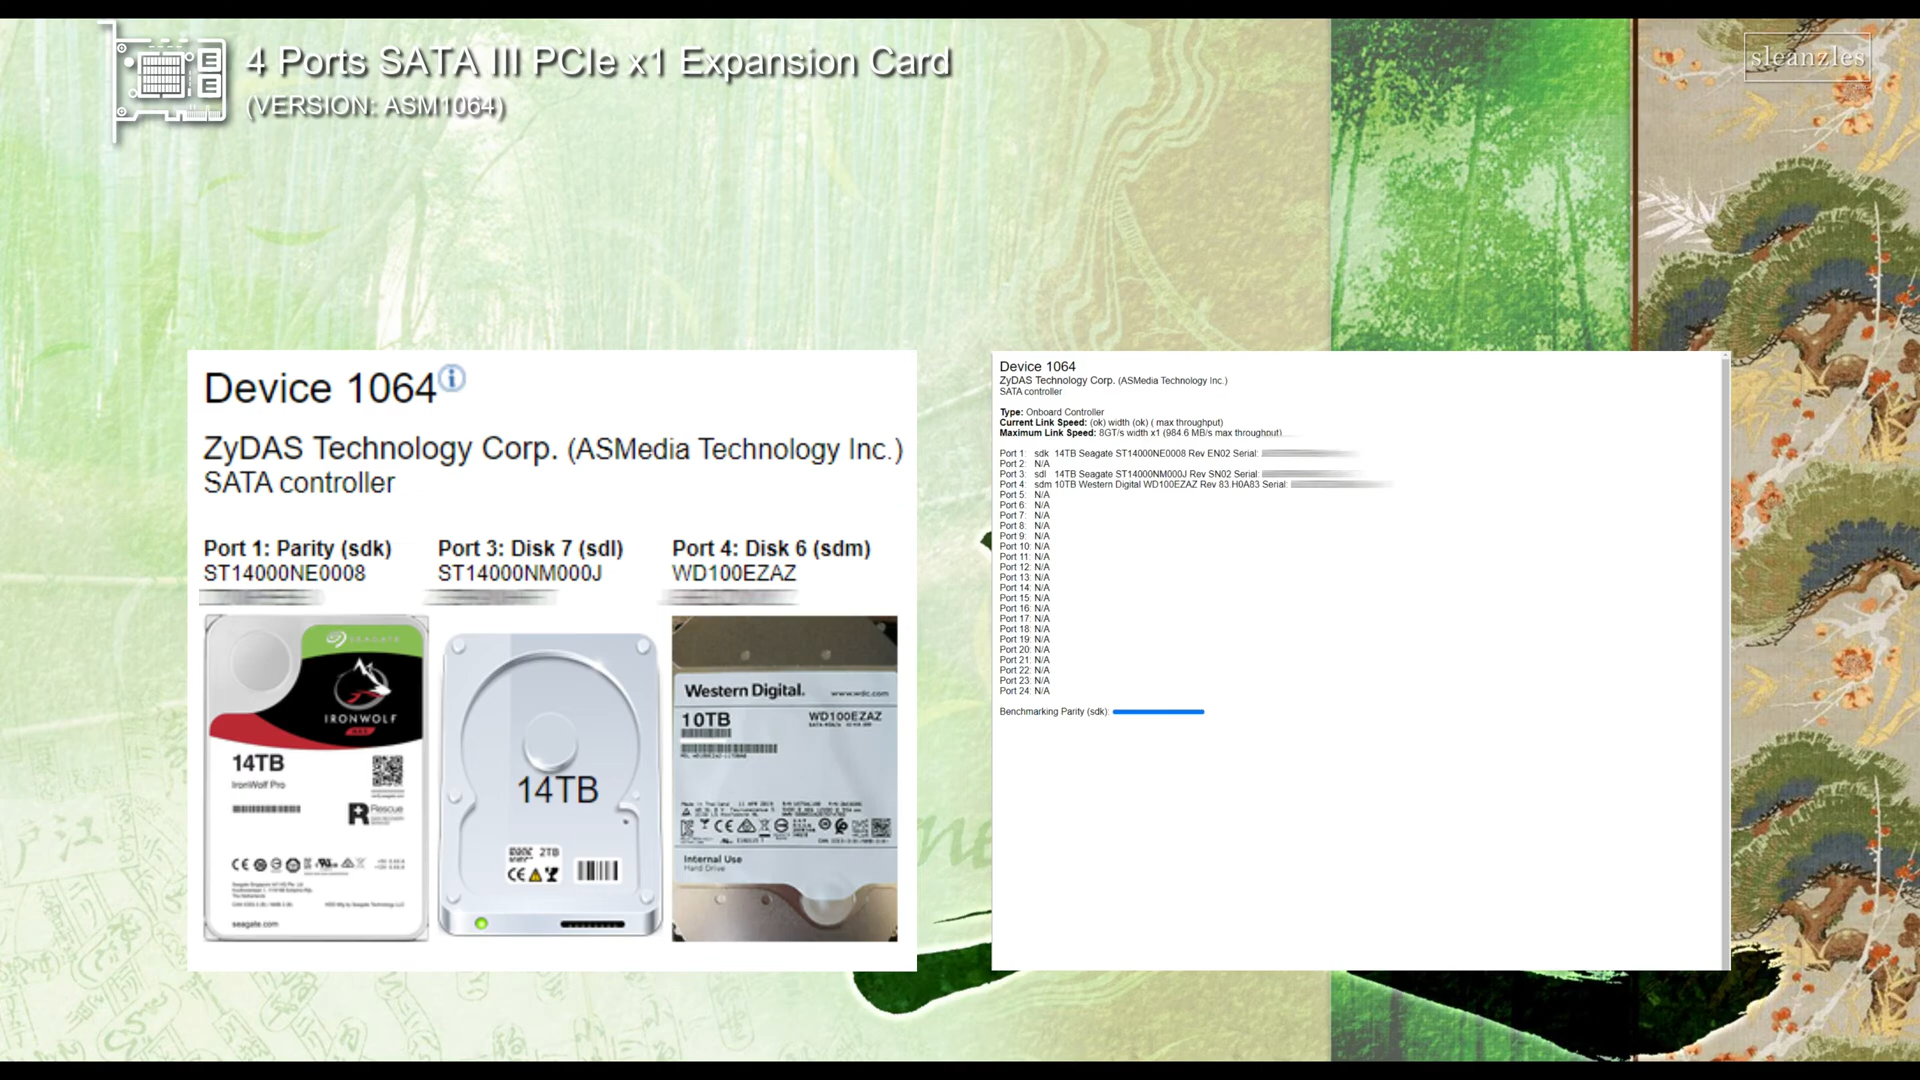 4 Ports SATA III PCIe x1 Expansion Card
(VERSION: ASM1064)
sleanzles
Device 1064
ZyDAS Technology Corp. (ASMedia Technology Inc.)
SATA controller
Port 1: Parity (sdk)
ST14000NE0008
Port 3: Disk 7 (sdl)
ST14000NM000J
Port 4: Disk 6 (sdm)
WD100EZAZ
SEAGATE
IRONWOLF
14TB
IronWolf Pro
Rescue
seagate.com
14TB
2TB
Western Digital.
www.wdc.com
10TB
WD100EZAZ
Internal Use
Hard Drive
Device 1064
ZyDAS Technology Corp. (ASMedia Technology Inc.)
SATA controller
Type: Onboard Controller
Current Link Speed: (ok) width (ok) ( max throughput)
Maximum Link Speed: 8GT/s width x1 (984.6 MB/s max throughput)
Port 1: sdk 14TB Seagate ST14000NE0008 Rev EN02 Serial:
Port 2: N/A
Port 3: sdl 14TB Seagate ST14000NM000J Rev SN02 Serial:
Port 4: sdm 10TB Western Digital WD100EZAZ Rev 83.H0A83 Serial:
Port 5: N/A
Port 6: N/A
Port 7: N/A
Port 8: N/A
Port 9: N/A
Port 10: N/A
Port 11: N/A
Port 12: N/A
Port 13: N/A
Port 14: N/A
Port 15: N/A
Port 16: N/A
Port 17: N/A
Port 18: N/A
Port 19: N/A
Port 20: N/A
Port 21: N/A
Port 22: N/A
Port 23: N/A
Port 24: N/A
Benchmarking Parity (sdk):